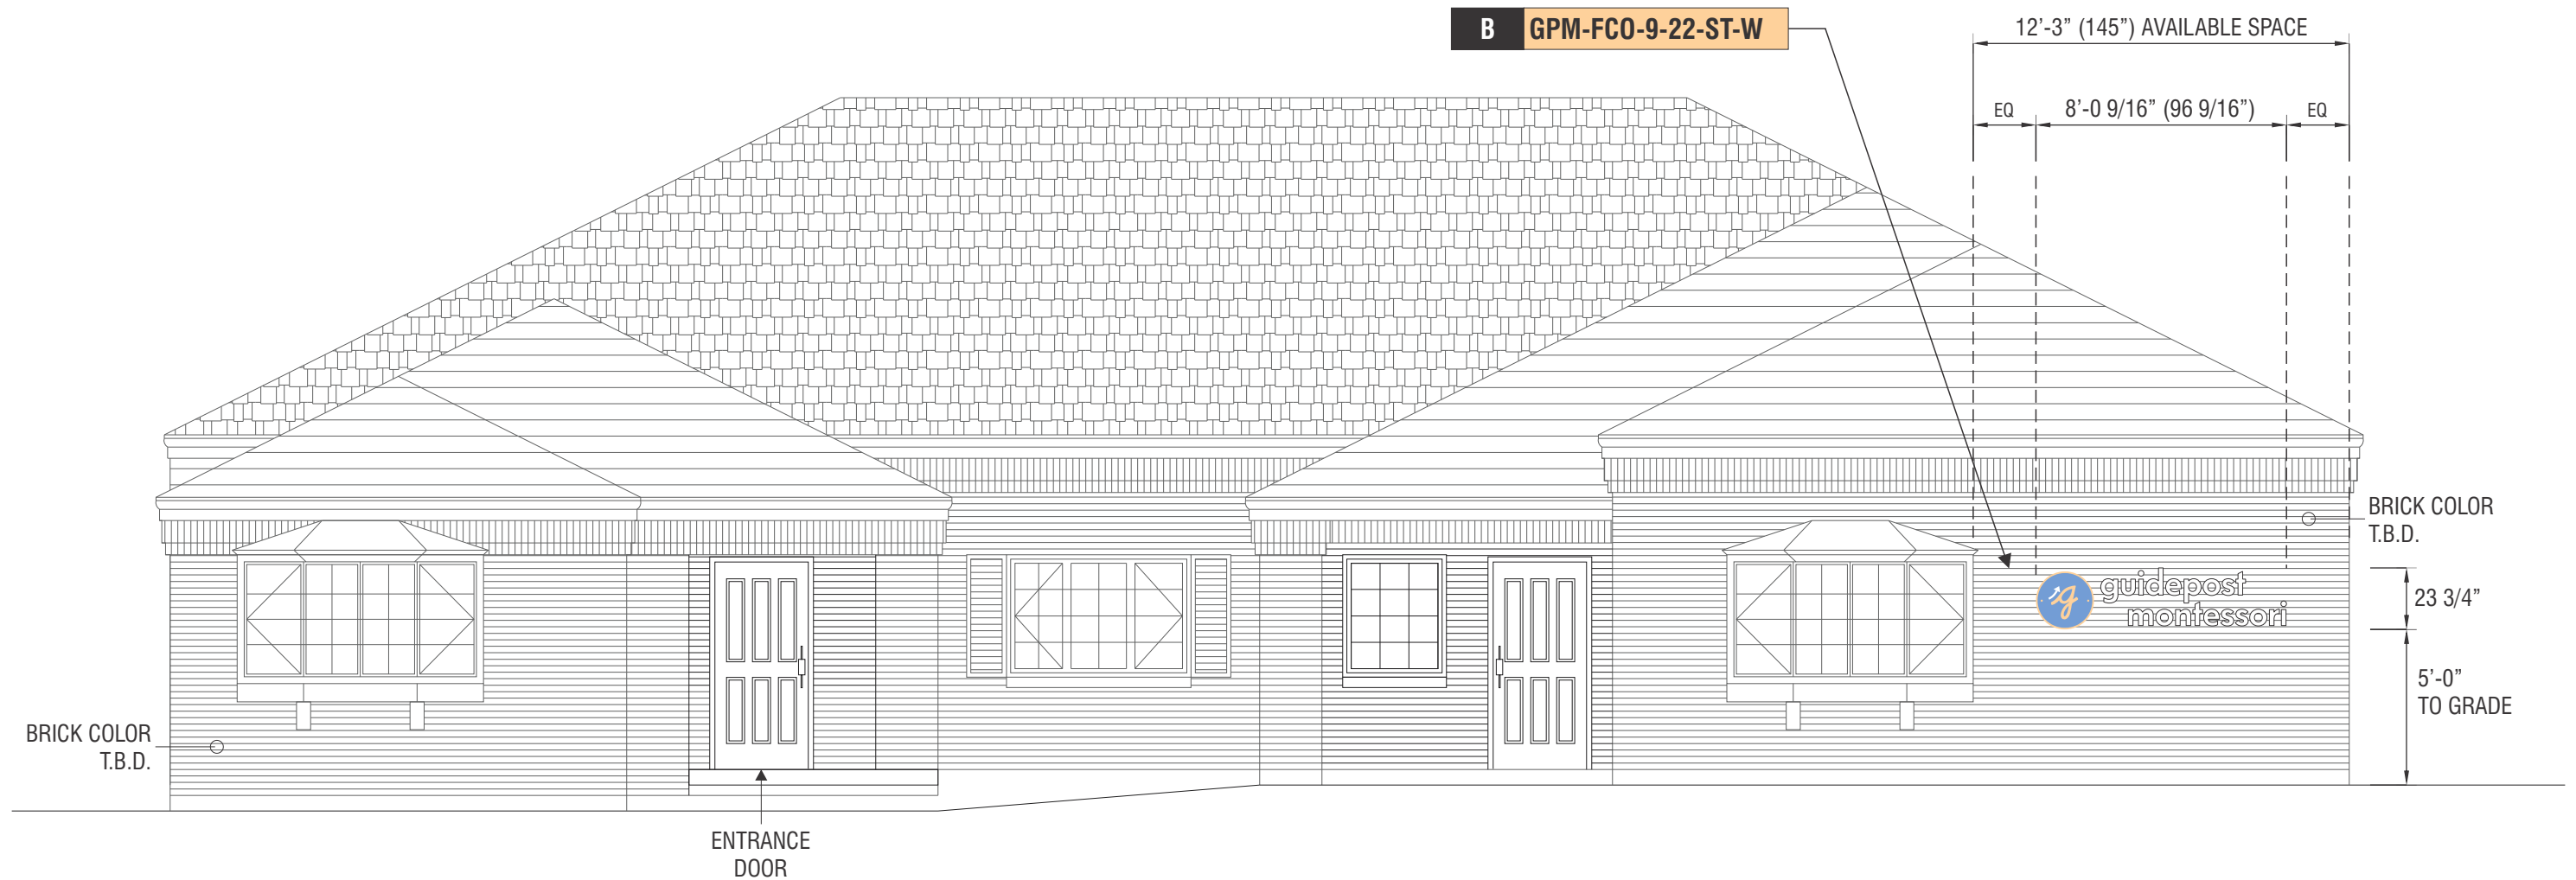 B GPM-FCO-9-22-ST-W
12’-3” (145”) AVAILABLE SPACE
EQ 8’-0 9/16” (96 9/16”) EQ
BRICK COLOR
T.B.D.
guidepost
montessori
g
23 3/4”
5’-0”
TO GRADE
BRICK COLOR
T.B.D.
ENTRANCE
DOOR